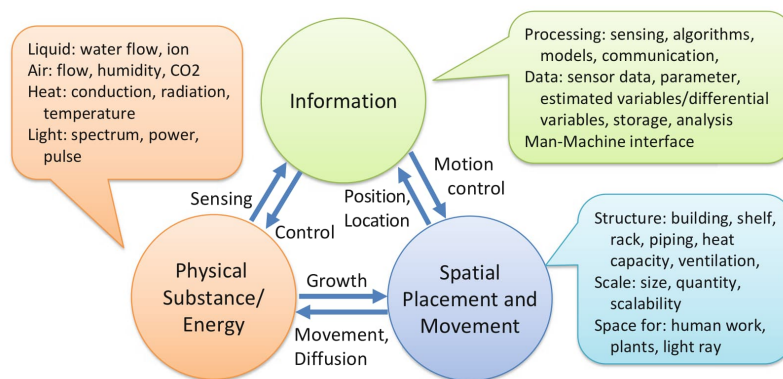 Liquid: water flow, ion
Air: flow, humidity, CO2
Heat: conduction, radiation,
temperature
Light: spectrum, power,
pulse
Information
Processing: sensing, algorithms,
models, communication,
Data: sensor data, parameter,
estimated variables/differential
variables, storage, analysis
Man-Machine interface
Sensing
Control
Position,
Location
Motion
control
Physical
Substance/
Energy
Growth
Movement,
Diffusion
Spatial
Placement and
Movement
Structure: building, shelf,
rack, piping, heat
capacity, ventilation,
Scale: size, quantity,
scalability
Space for: human work,
plants, light ray